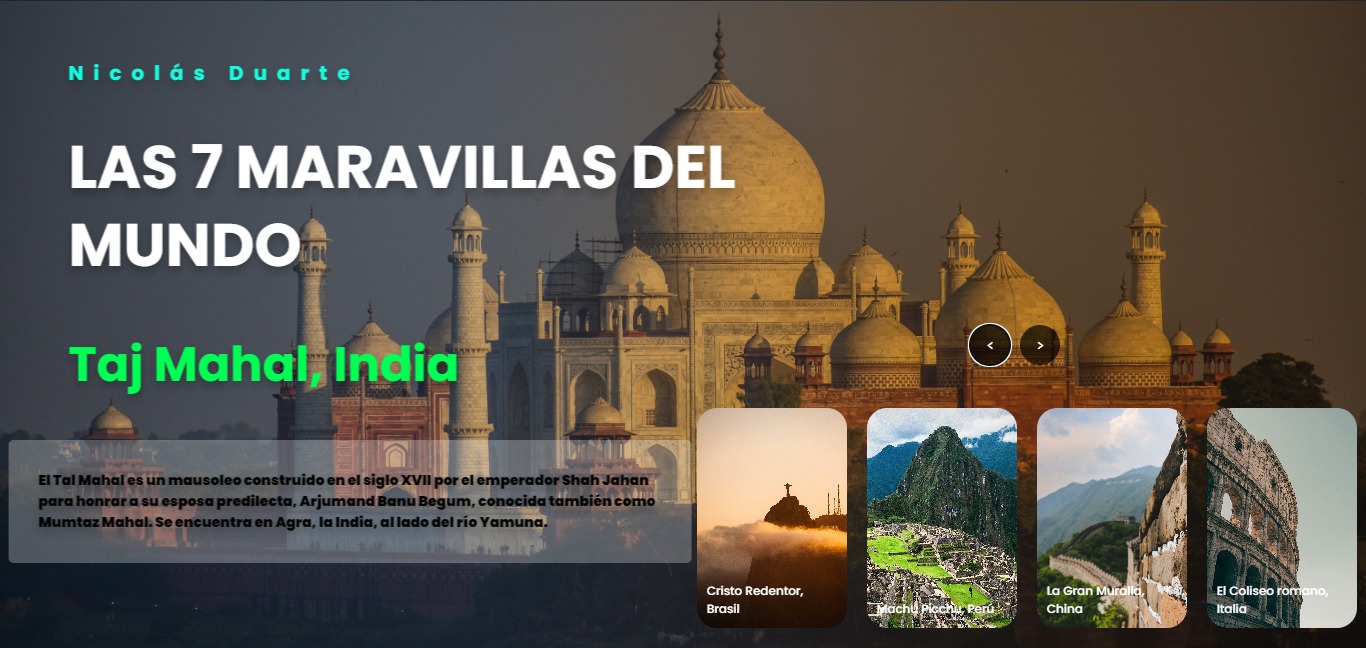 Nicolás Duarte
LAS 7 MARAVILLAS DEL
MUNDO
Taj Mahal, India
El Tal Mahal es un mausoleo construido en el siglo XVII por el emperador Shah Jahan
para honrar a su esposa predilecta, Arjumand Banu Begum, conocida también como
Mumtaz Mahal. Se encuentra en Agra, la India, al lado del río Yamuna.
< >
Cristo Redentor,
Brasil
Machu Picchu, Perú
La Gran Muralla,
China
El Coliseo romano,
Italia